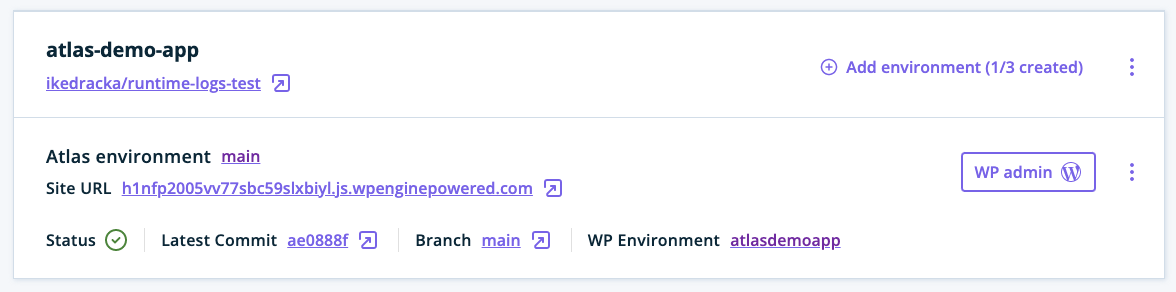 atlas-demo-app
ikedracka/runtime-logs-test
Add environment (1/3 created)
Atlas environment main
Site URL h1nfp2005vv77sbc59slxbiyl.js.wpenginepowered.com
WP admin
Status Latest Commit ae0888f Branch main WP Environment atlasdemoapp